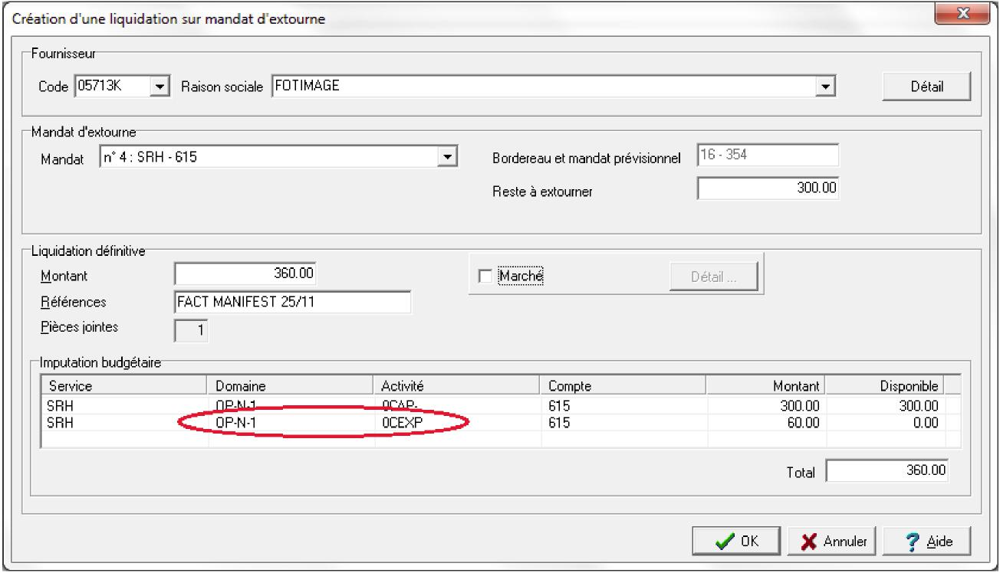 Création d'une liquidation sur mandat d'extourne
Fournisseur
Code 05713K Raison sociale FOTIMAGE Détail
Mandat d'extourne
Mandat n° 4 : SRH - 615 Bordereau et mandat prévisionnel 16 - 354
Reste à extourner 300.00
Liquidation définitive
Montant 360.00 Marché Détail ...
Références FACT MANIFEST 25/11
Pièces jointes 1
Imputation budgétaire
Service Domaine Activité Compte Montant Disponible
SRH OP-N-1 0CAP- 615 300.00 300.00
SRH OP-N-1 0CEXP 615 60.00 0.00
Total 360.00
OK Annuler Aide